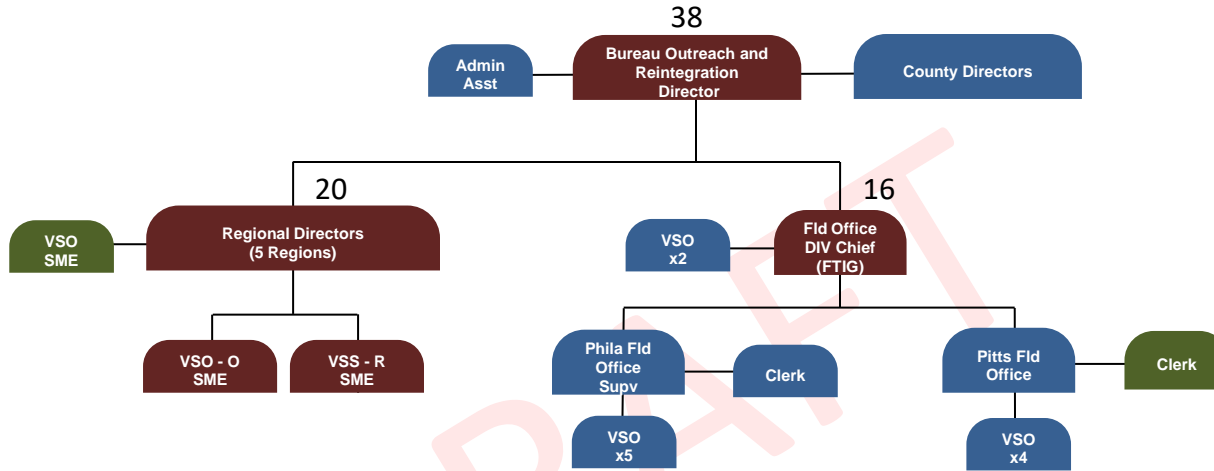 38
Admin
Asst
Bureau Outreach and
Reintegration
Director
County Directors
20
16
VSO
SME
Regional Directors
(5 Regions)
VSO
x2
Fld Office
DIV Chief
(FTIG)
VSO - O
SME
VSS - R
SME
Phila Fld
Office
Supv
Clerk
Pitts Fld
Office
Clerk
VSO
x5
VSO
x4
DRAFT